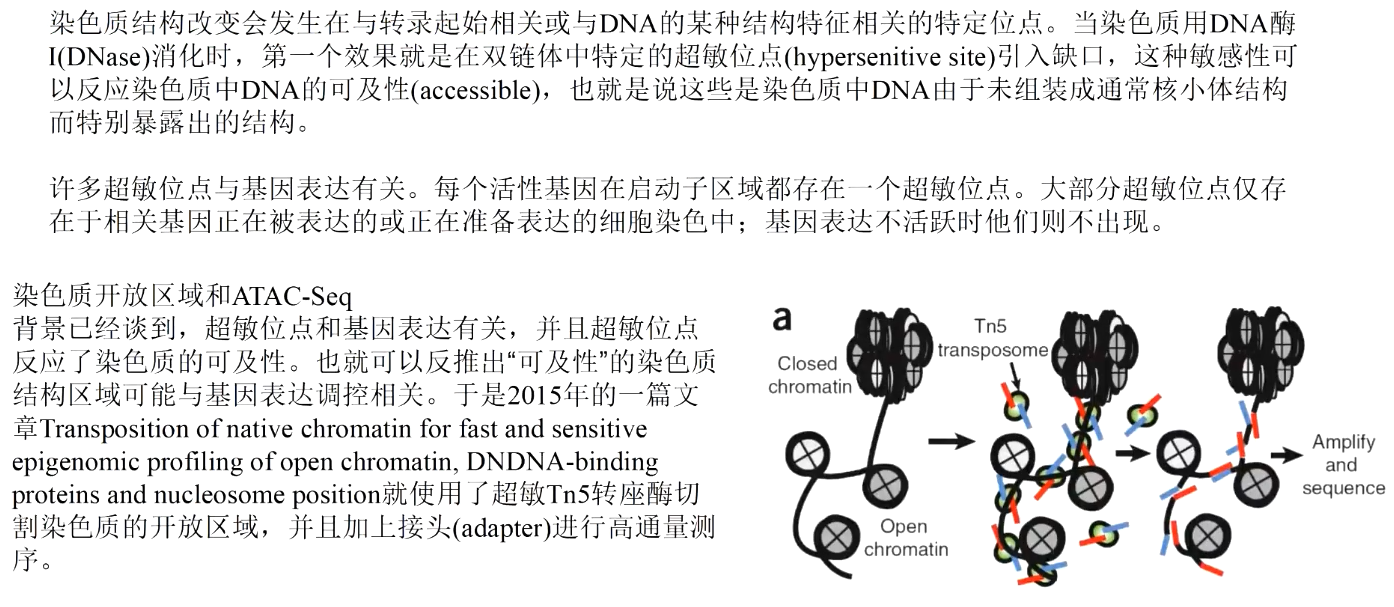 染色质结构改变会发生在与转录起始相关或与DNA的某种结构特征相关的特定位点。当染色质用DNA酶
I(DNase)消化时，第一个效果就是在双链体中特定的超敏位点(hypersenitive site)引入缺口，这种敏感性可
以反应染色质中DNA的可及性(accessible)，也就是说这些是染色质中DNA由于未组装成通常核小体结构
而特别暴露出的结构。
许多超敏位点与基因表达有关。每个活性基因在启动子区域都存在一个超敏位点。大部分超敏位点仅存
在于相关基因正在被表达的或正在准备表达的细胞染色中；基因表达不活跃时他们则不出现。
染色质开放区域和ATAC-Seq
背景已经谈到，超敏位点和基因表达有关，并且超敏位点
反应了染色质的可及性。也就可以反推出“可及性”的染色质
结构区域可能与基因表达调控相关。于是2015年的一篇文
章Transposition of native chromatin for fast and sensitive
epigenomic profiling of open chromatin, DNDNA-binding
proteins and nucleosome position就使用了超敏Tn5转座酶切
割染色质的开放区域，并且加上接头(adapter)进行高通量测
序。
a
Closed
chromatin
Tn5
transposome
Open
chromatin
Amplify
and
sequence